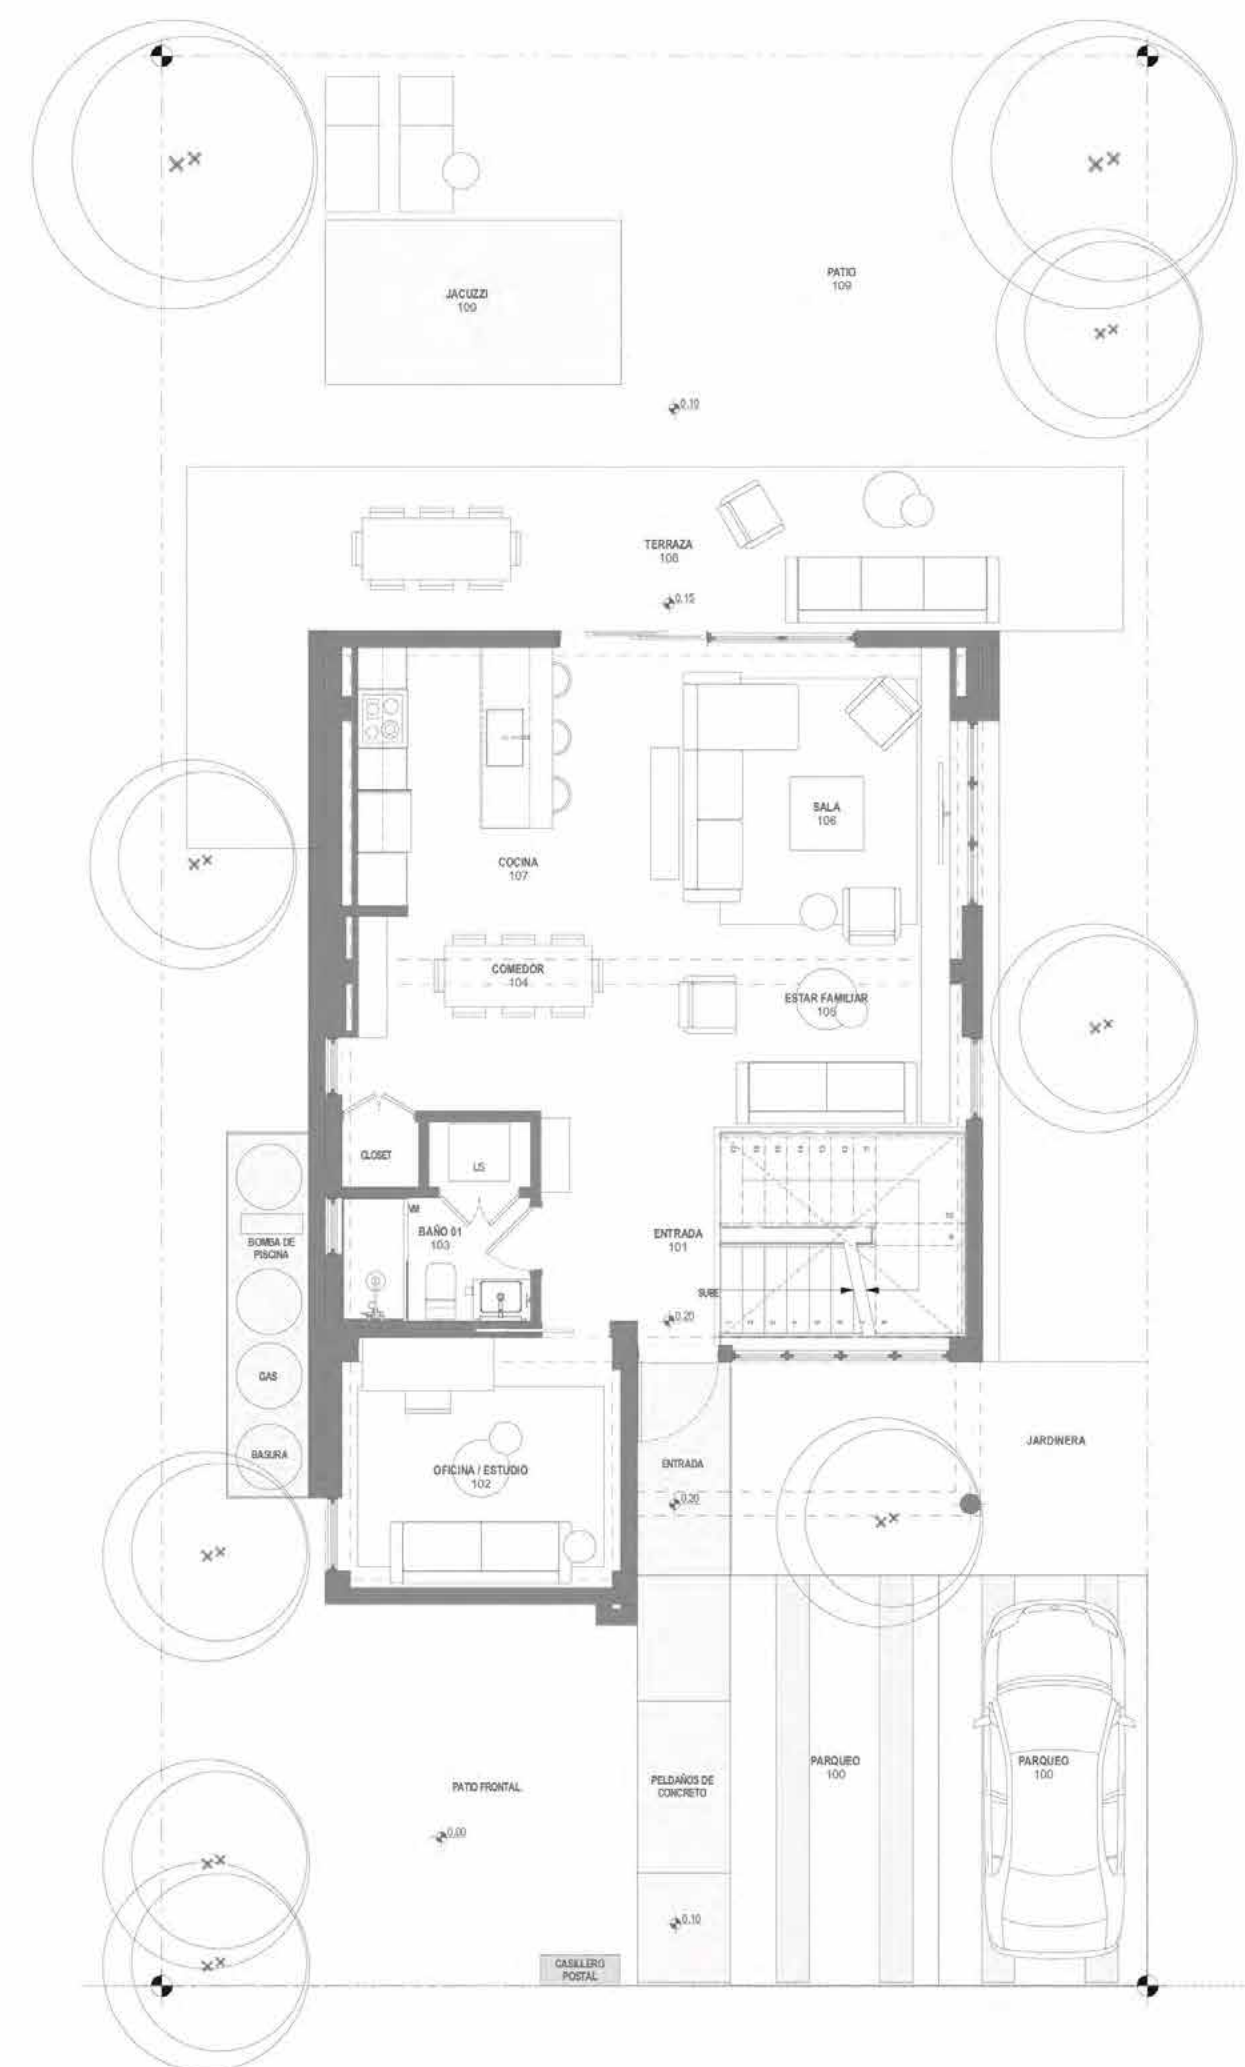 JACUZZI
109
PATIO
109
0.10
TERRAZA
108
0.15
SALA
106
COCINA
107
COMEDOR
104
ESTAR FAMILIAR
105
CLOSET
L/S
VM
BAÑO 01
103
BOMBA DE
PISCINA
ENTRADA
101
SUBE
0.20
GAS
BASURA
OFICINA / ESTUDIO
102
ENTRADA
0.20
JARDINERA
PATIO FRONTAL
0.00
PELDAÑOS DE
CONCRETO
PARQUEO
100
PARQUEO
100
0.10
CASILLERO
POSTAL